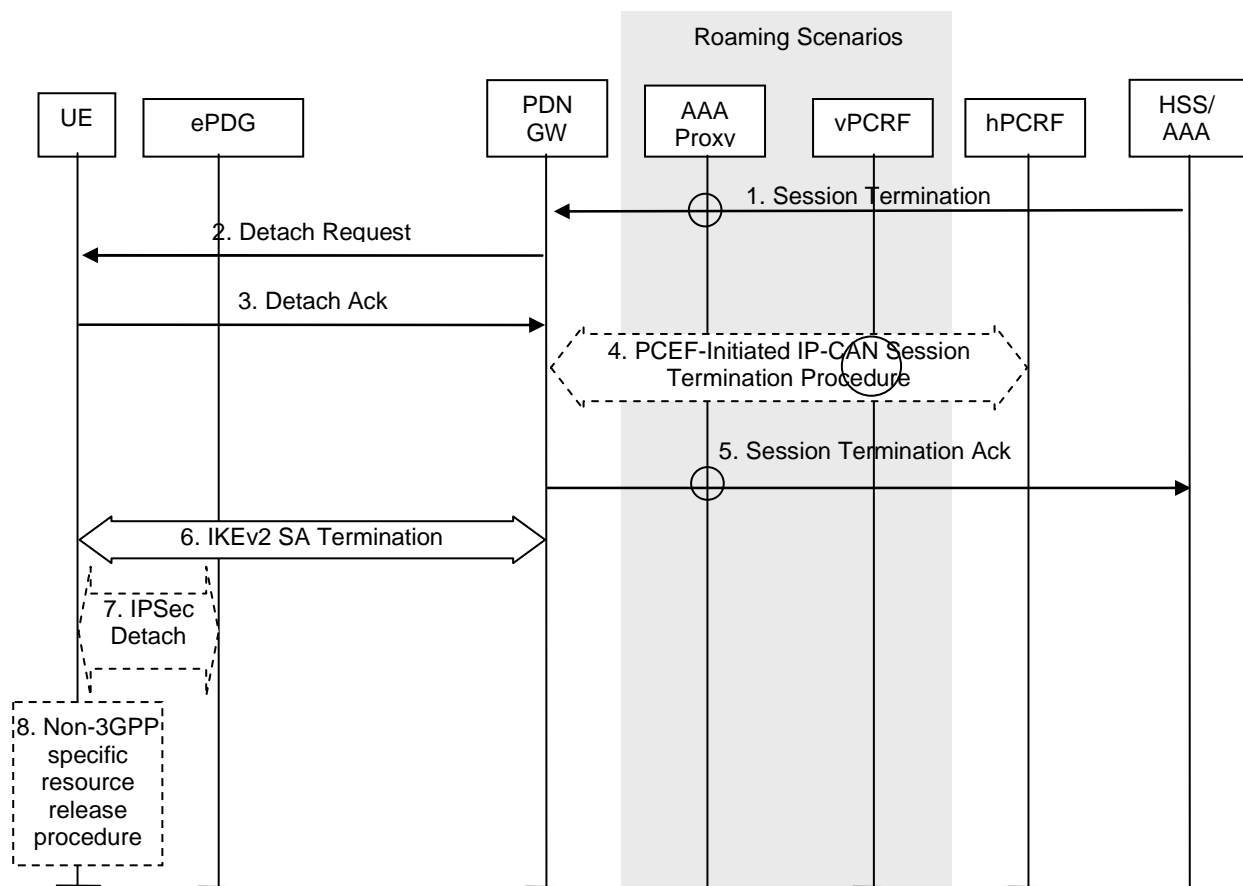 Roaming Scenarios
UE
ePDG
PDN
GW
AAA
Proxy
vPCRF
hPCRF
HSS/
AAA
1. Session Termination
2. Detach Request
3. Detach Ack
4. PCEF-Initiated IP-CAN Session
Termination Procedure
5. Session Termination Ack
6. IKEv2 SA Termination
7. IPSec
Detach
8. Non-3GPP
specific
resource
release
procedure